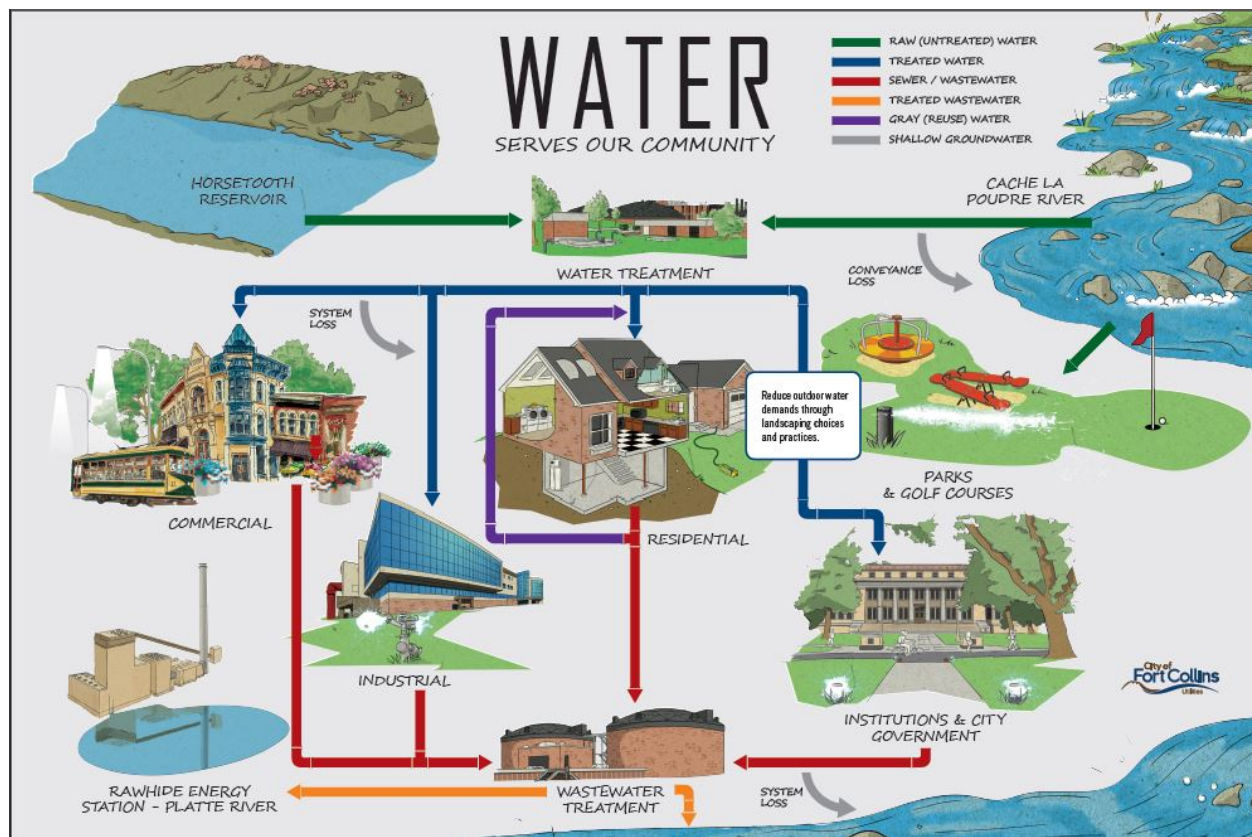 WATER
SERVES OUR COMMUNITY
RAW (UNTREATED) WATER
TREATED WATER
SEWER / WASTEWATER
TREATED WASTEWATER
GRAY (REUSE) WATER
SHALLOW GROUNDWATER
HORSETOOTH
RESERVOIR
CACHE LA
POUDRE RIVER
WATER TREATMENT
CONVEYANCE
LOSS
SYSTEM
LOSS
Reduce outdoor water
demands through
landscaping choices
and practices.
PARKS
& GOLF COURSES
COMMERCIAL
RESIDENTIAL
INDUSTRIAL
City of
Fort Collins
Utilities
INSTITUTIONS & CITY
GOVERNMENT
RAWHIDE ENERGY
STATION - PLATTE RIVER
WASTEWATER
TREATMENT
SYSTEM
LOSS